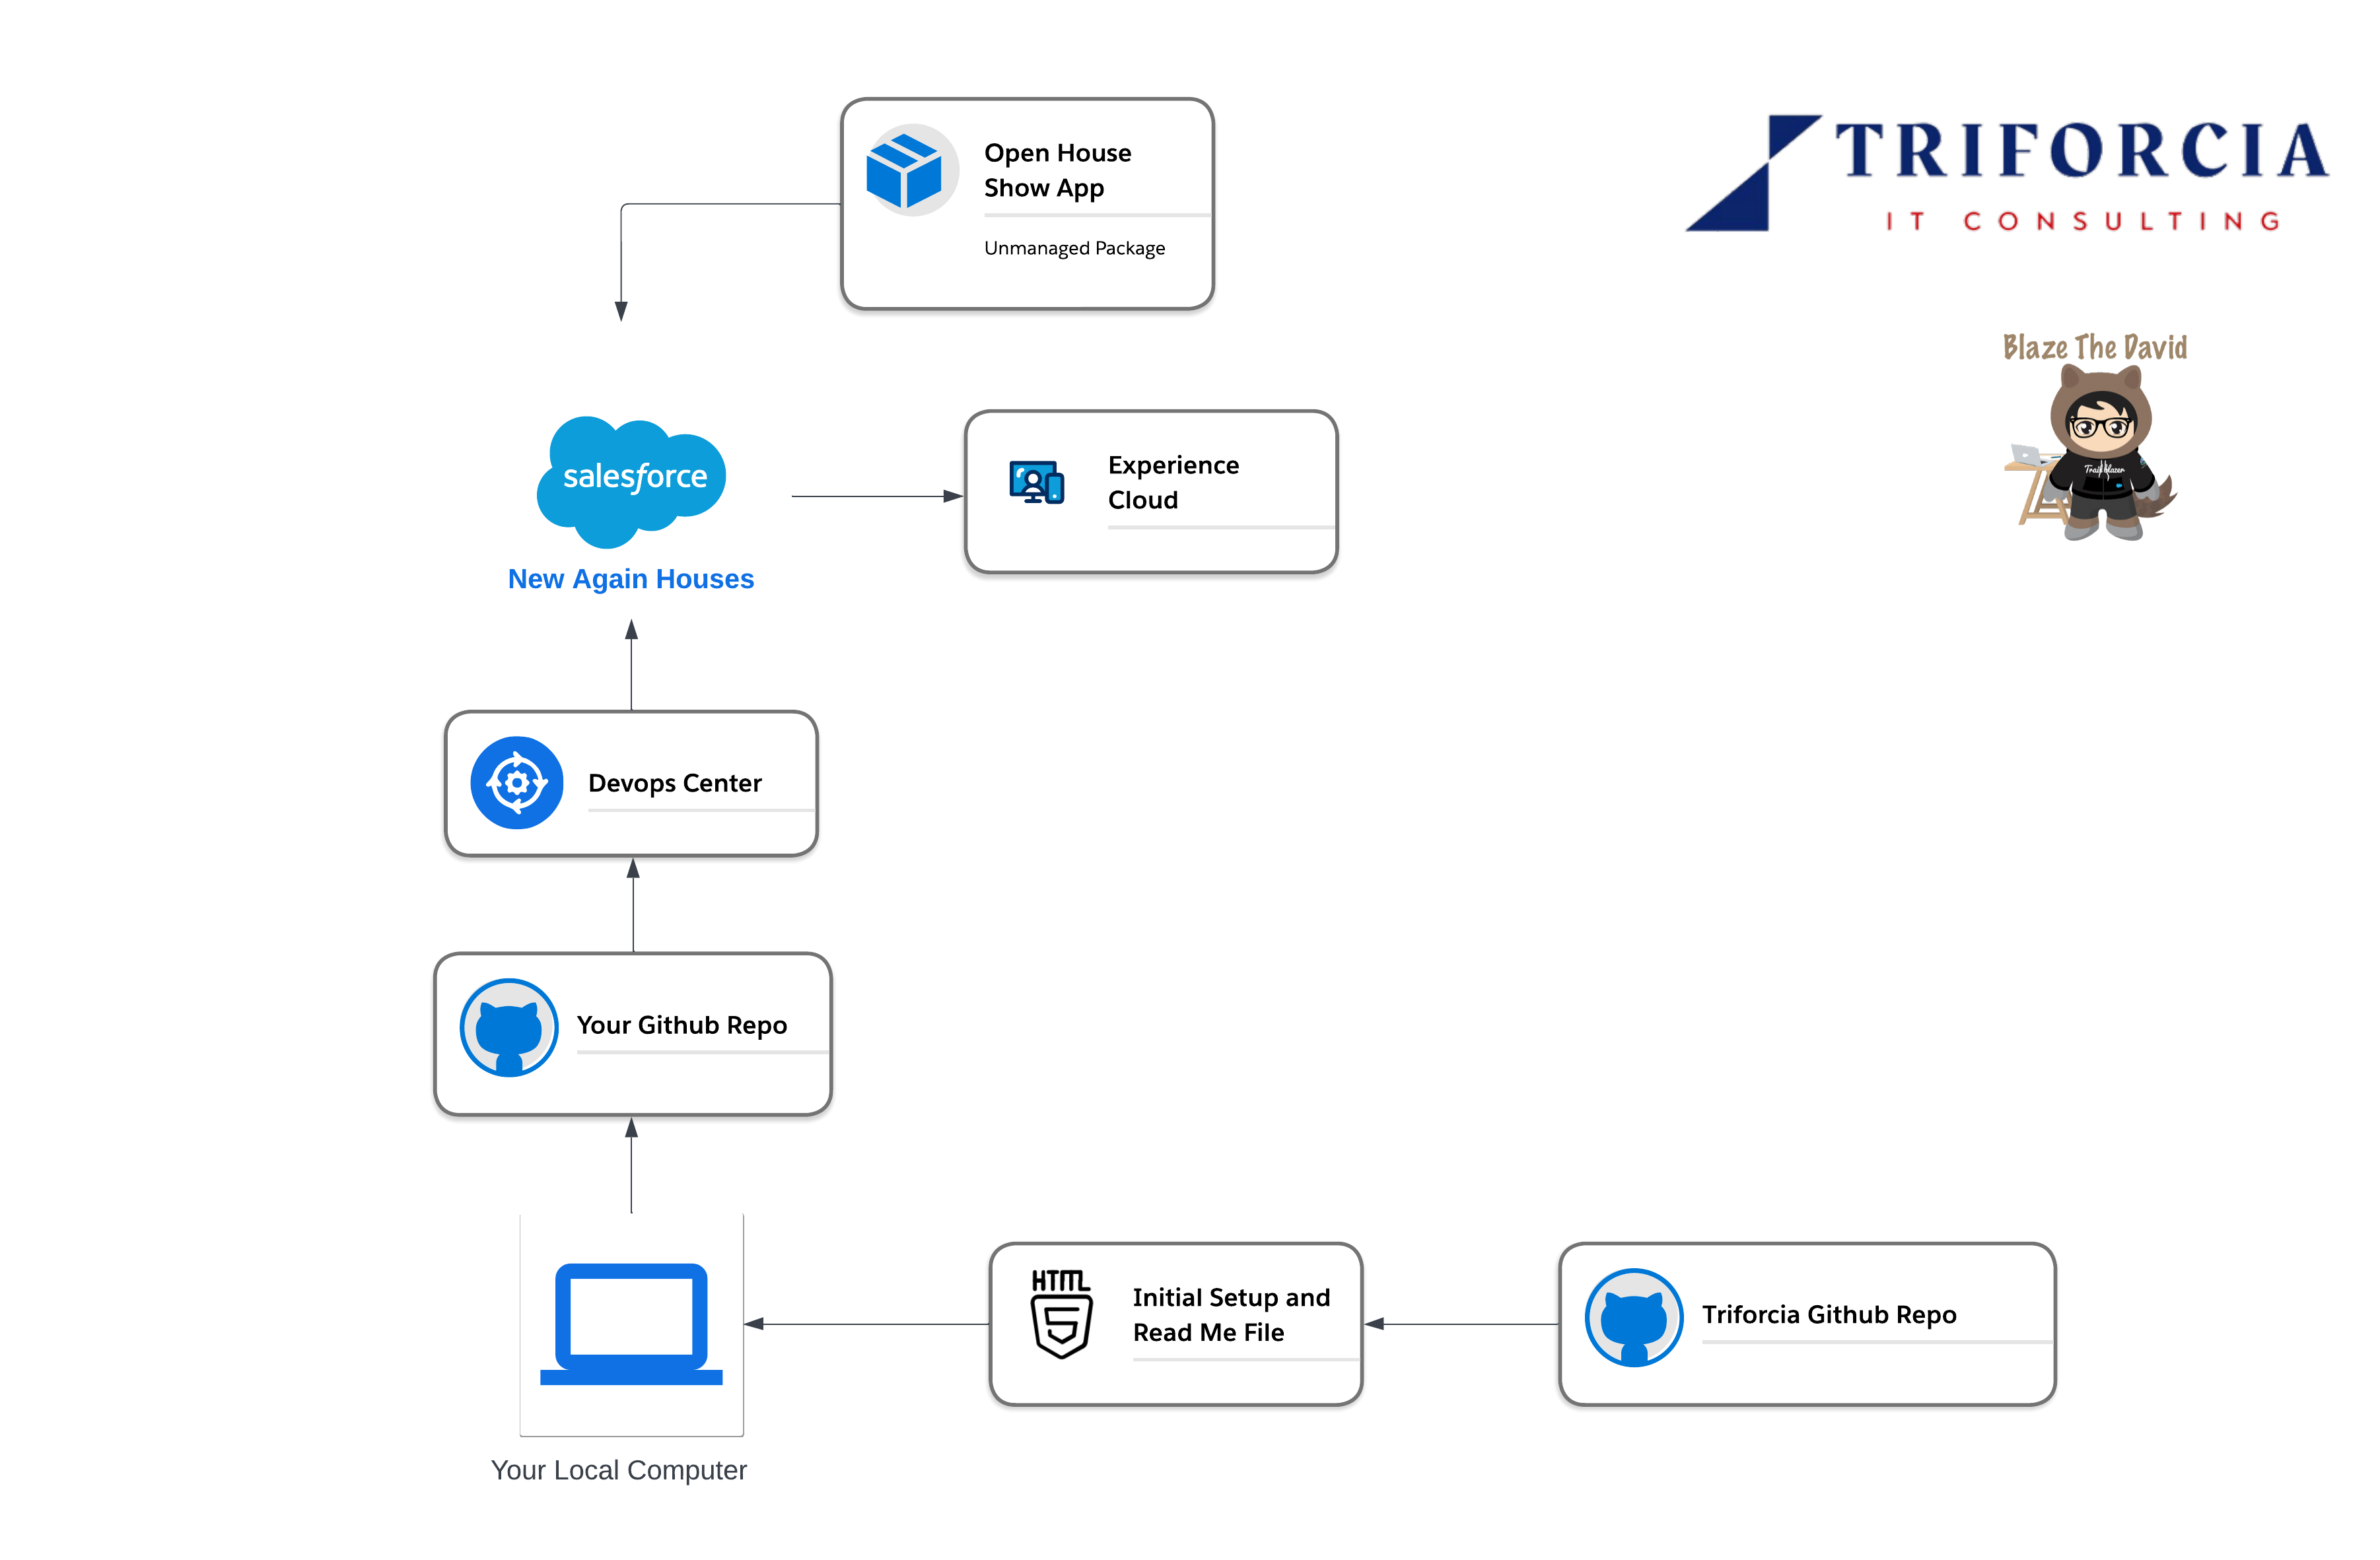 Open House
Show App
Unmanaged Package
TRIFORCIA
IT CONSULTING
Blaze The David
Trailblazer
salesforce
New Again Houses
Experience
Cloud
Devops Center
Your Github Repo
HTML
5
Initial Setup and
Read Me File
Triforcia Github Repo
Your Local Computer